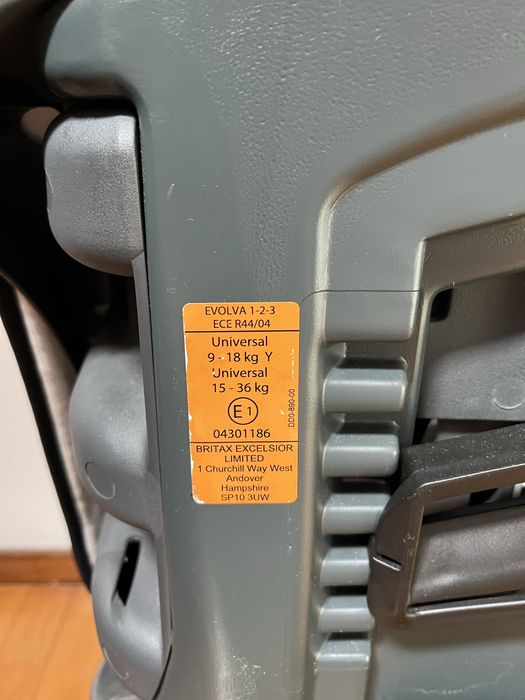 EVOLVA 1-2-3
ECE R44/04
Universal
9 - 18 kg Y
Universal
15 - 36 kg
E1
04301186
DD0-890-00
BRITAX EXCELSIOR
LIMITED
1 Churchill Way West
Andover
Hampshire
SP10 3UW